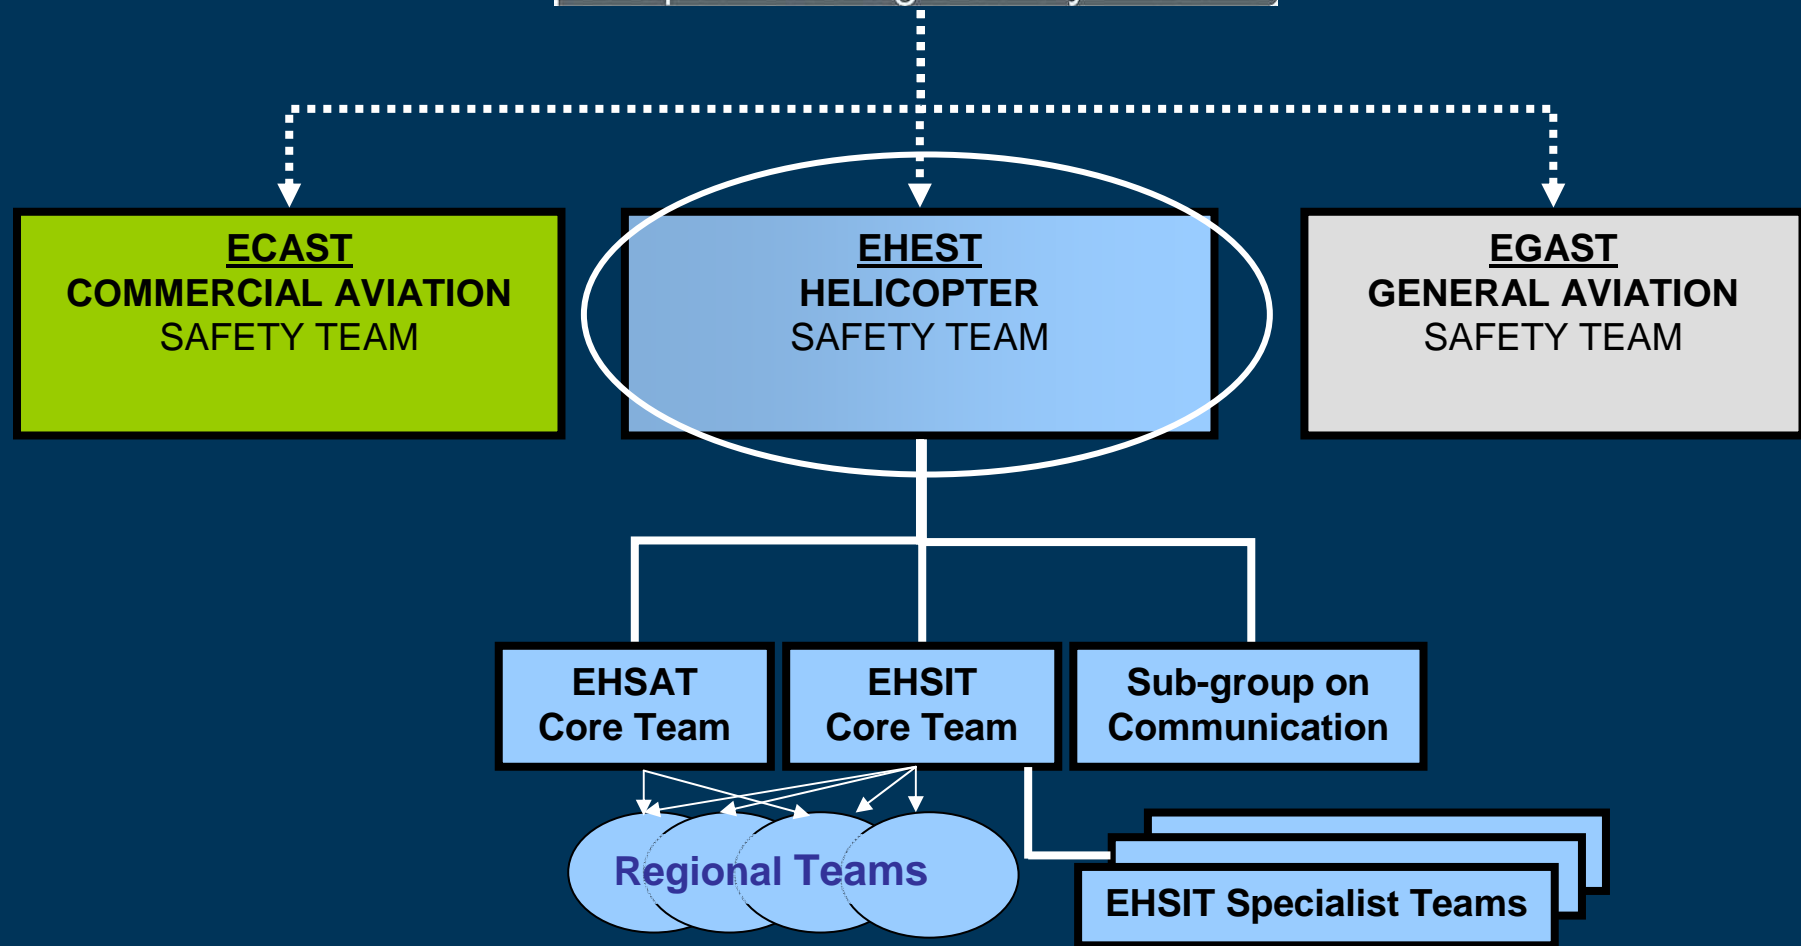 ECAST
COMMERCIAL AVIATION
SAFETY TEAM
EHEST
HELICOPTER
SAFETY TEAM
EGAST
GENERAL AVIATION
SAFETY TEAM
EHSAT
Core Team
EHSIT
Core Team
Sub-group on
Communication
Regional Teams
EHSIT Specialist Teams